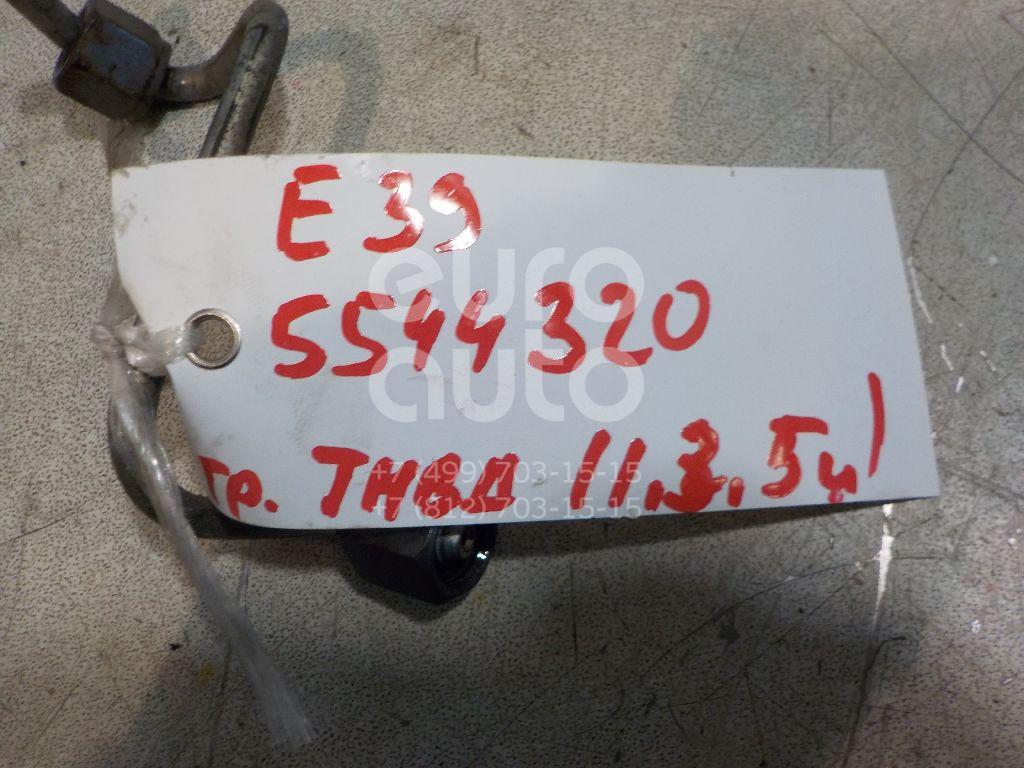 E39
5544320
тр. ТНВД (1,3,5ц)
euro
auto
+7 (499) 703-15-15
+7 (812) 703-15-15